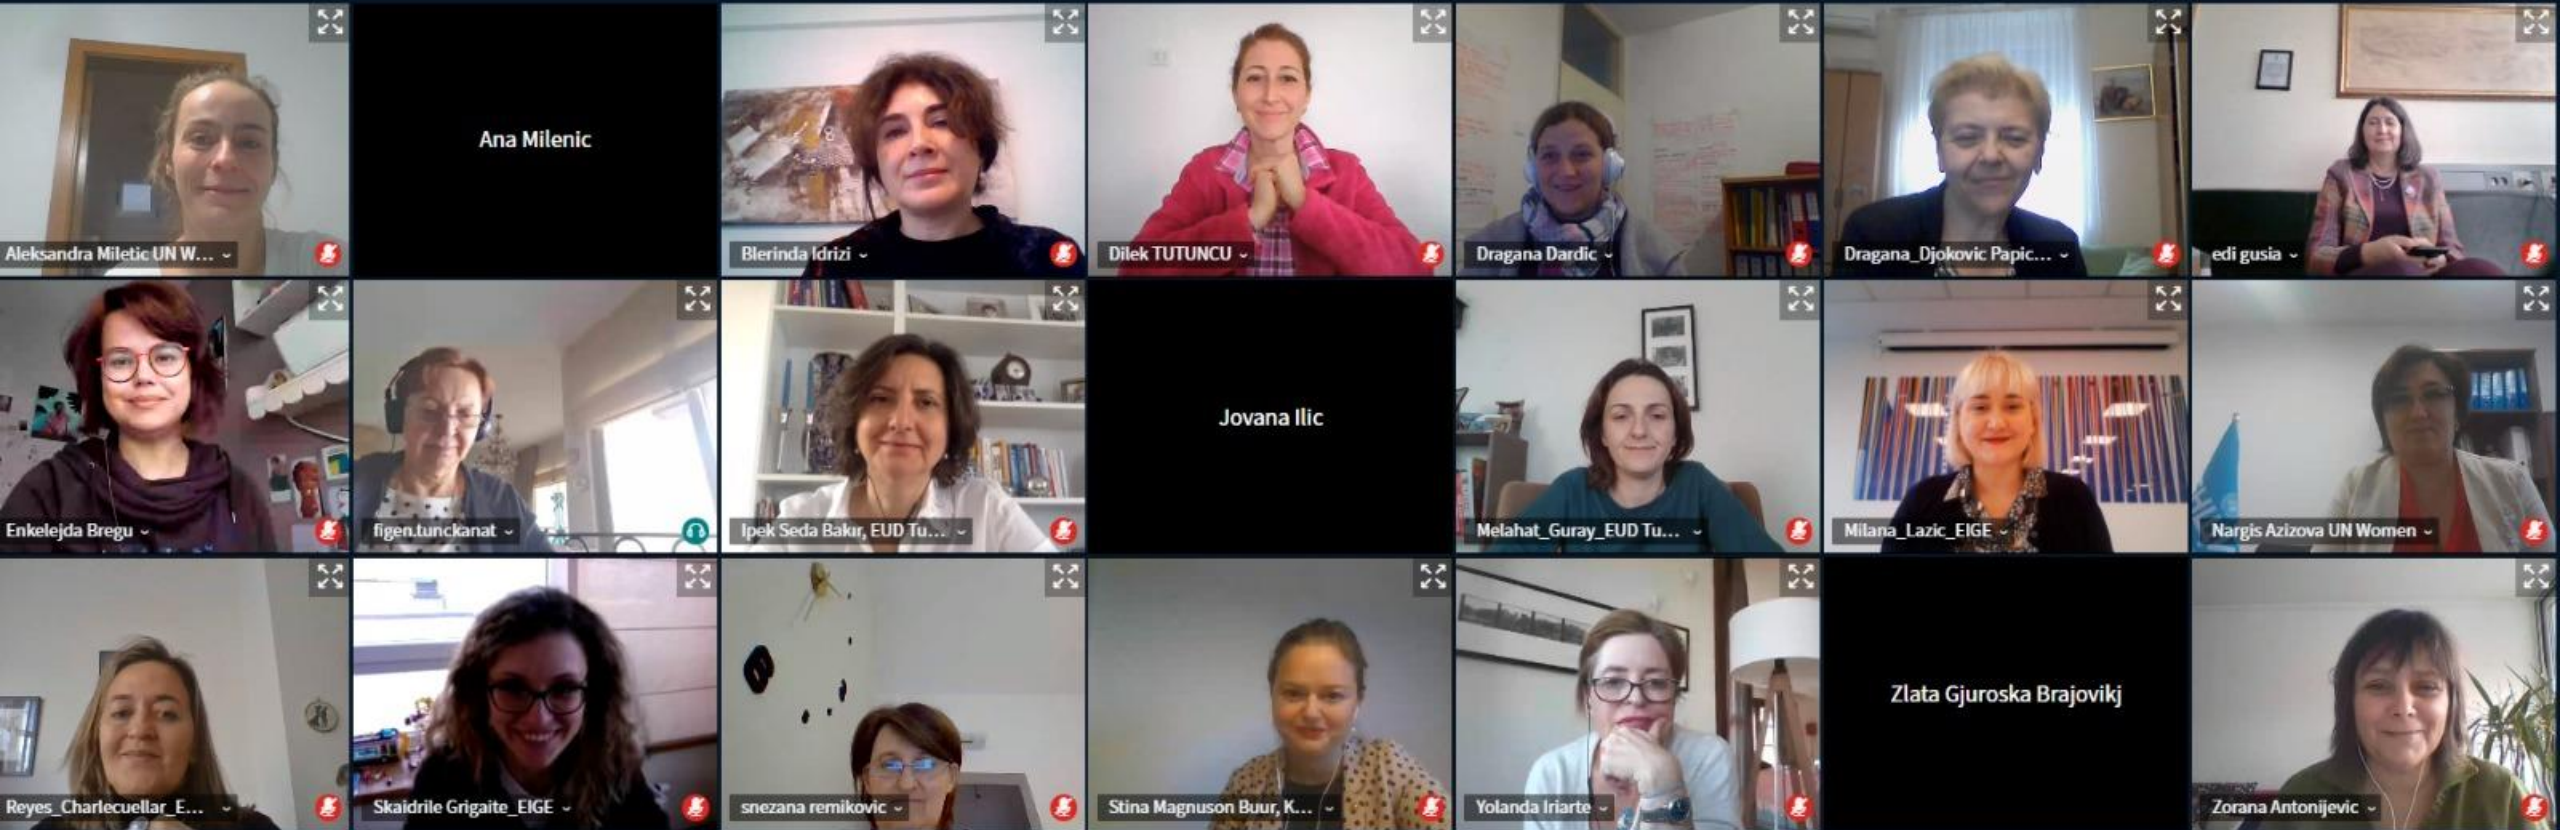 Aleksandra Miletic UN W...
Ana Milenic
Blerinda Idrizi
Dilek TUTUNCU
Dragana Dardic
Dragana_Djokovic Papic...
edi gusia
Enkelejda Bregu
figen.tunckanat
Ipek Seda Bakır, EUD Tu...
Jovana Ilic
Melahat_Guray_EUD Tu...
Milana_Lazic_EIGE
Nargis Azizova UN Women
Reyes_Charlecuellar_E...
Skaidrile Grigaite_EIGE
snezana remikovic
Stina Magnuson Buur, K...
Yolanda Iriarte
Zlata Gjuroska Brajovikj
Zorana Antonijevic